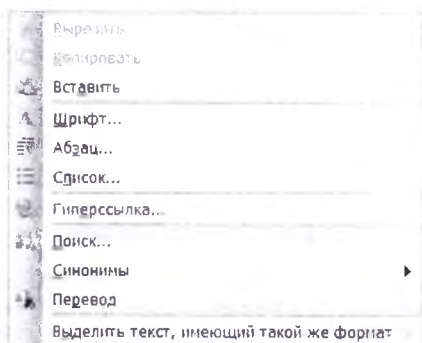 Вырезать
Копировать
Вставить
Шрифт...
Абзац...
Список...
Гиперссылка...
Поиск...
Синонимы
Перевод
Выделить текст, имеющий такой же формат